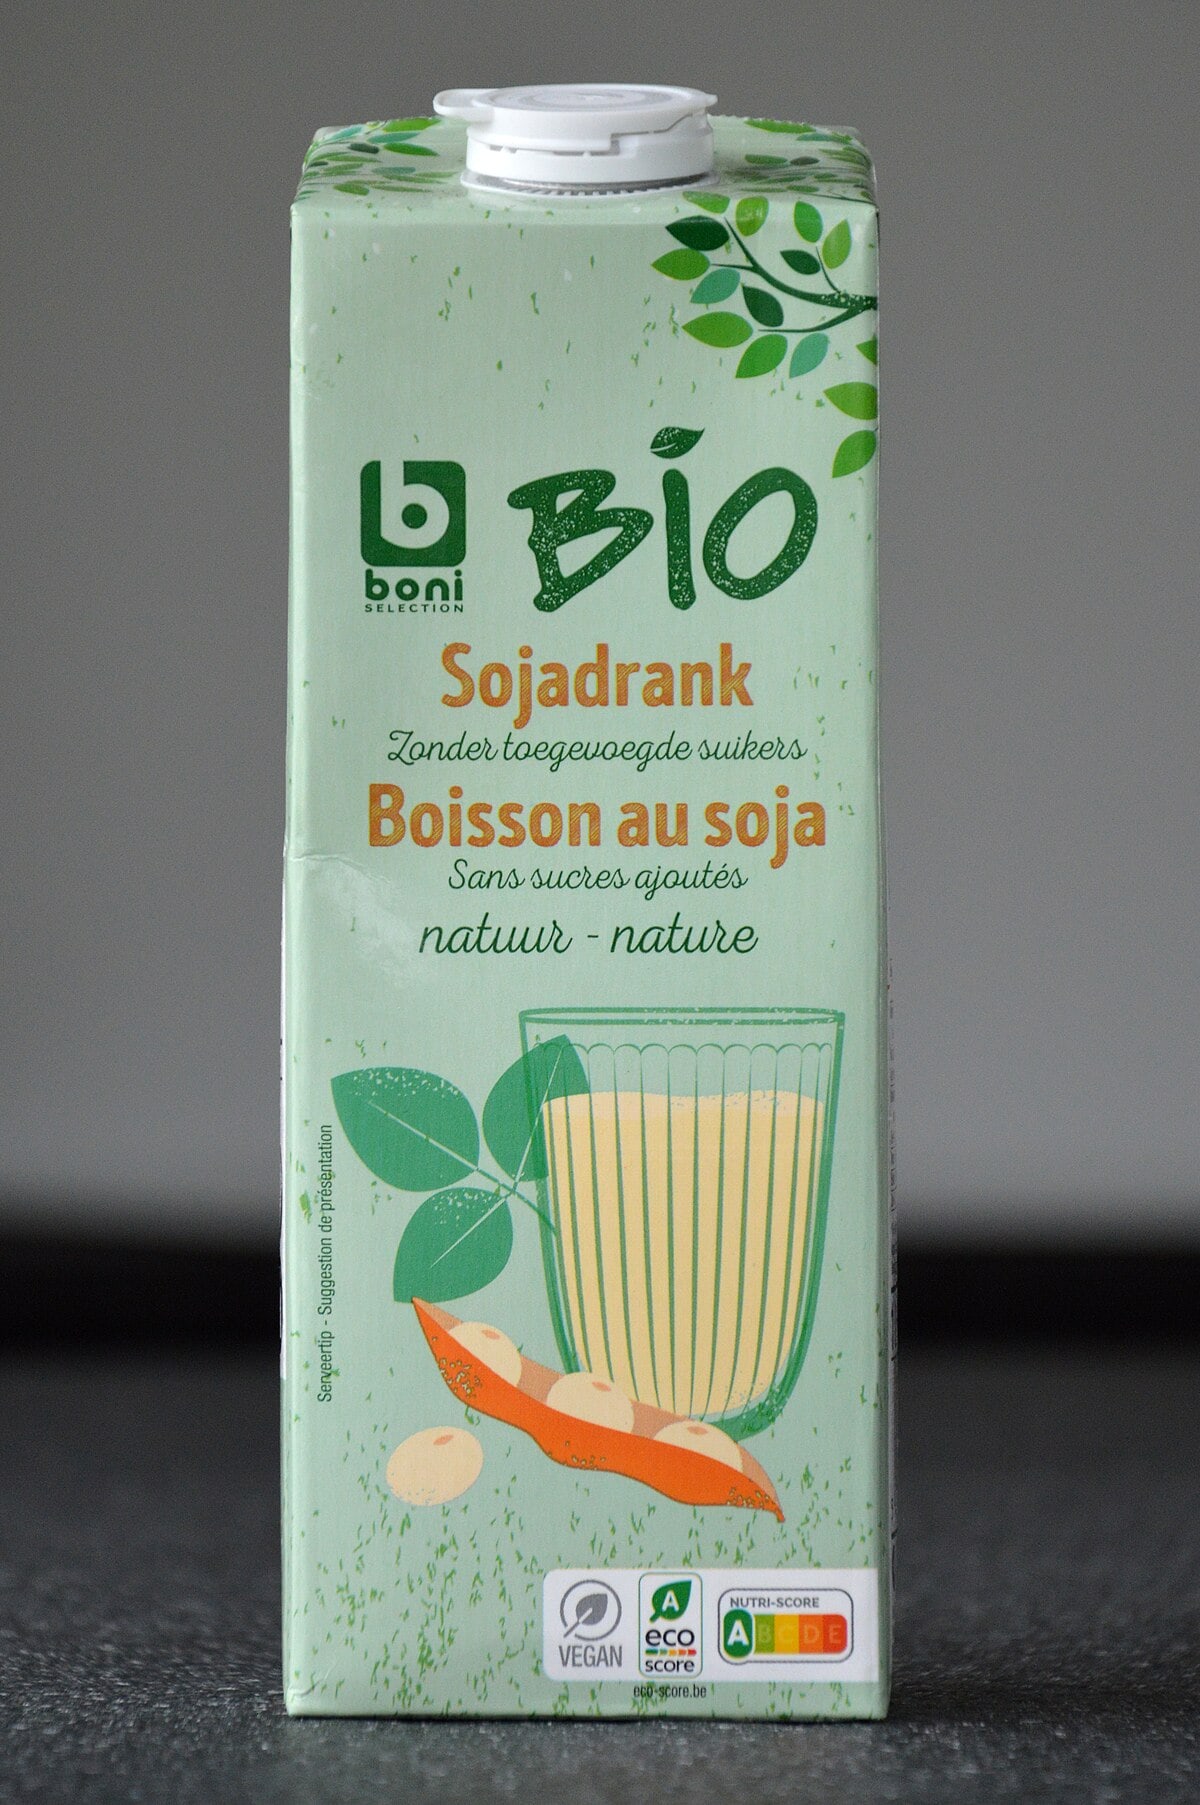 b
boni
SELECTION
BIO
Sojadrank
Zonder toegevoegde suikers
Boisson au soja
Sans sucres ajoutés
natuur - nature
Serveertip - Suggestion de présentation
VEGAN
A
eco
score
eco-score.be
NUTRI-SCORE
A B C D E